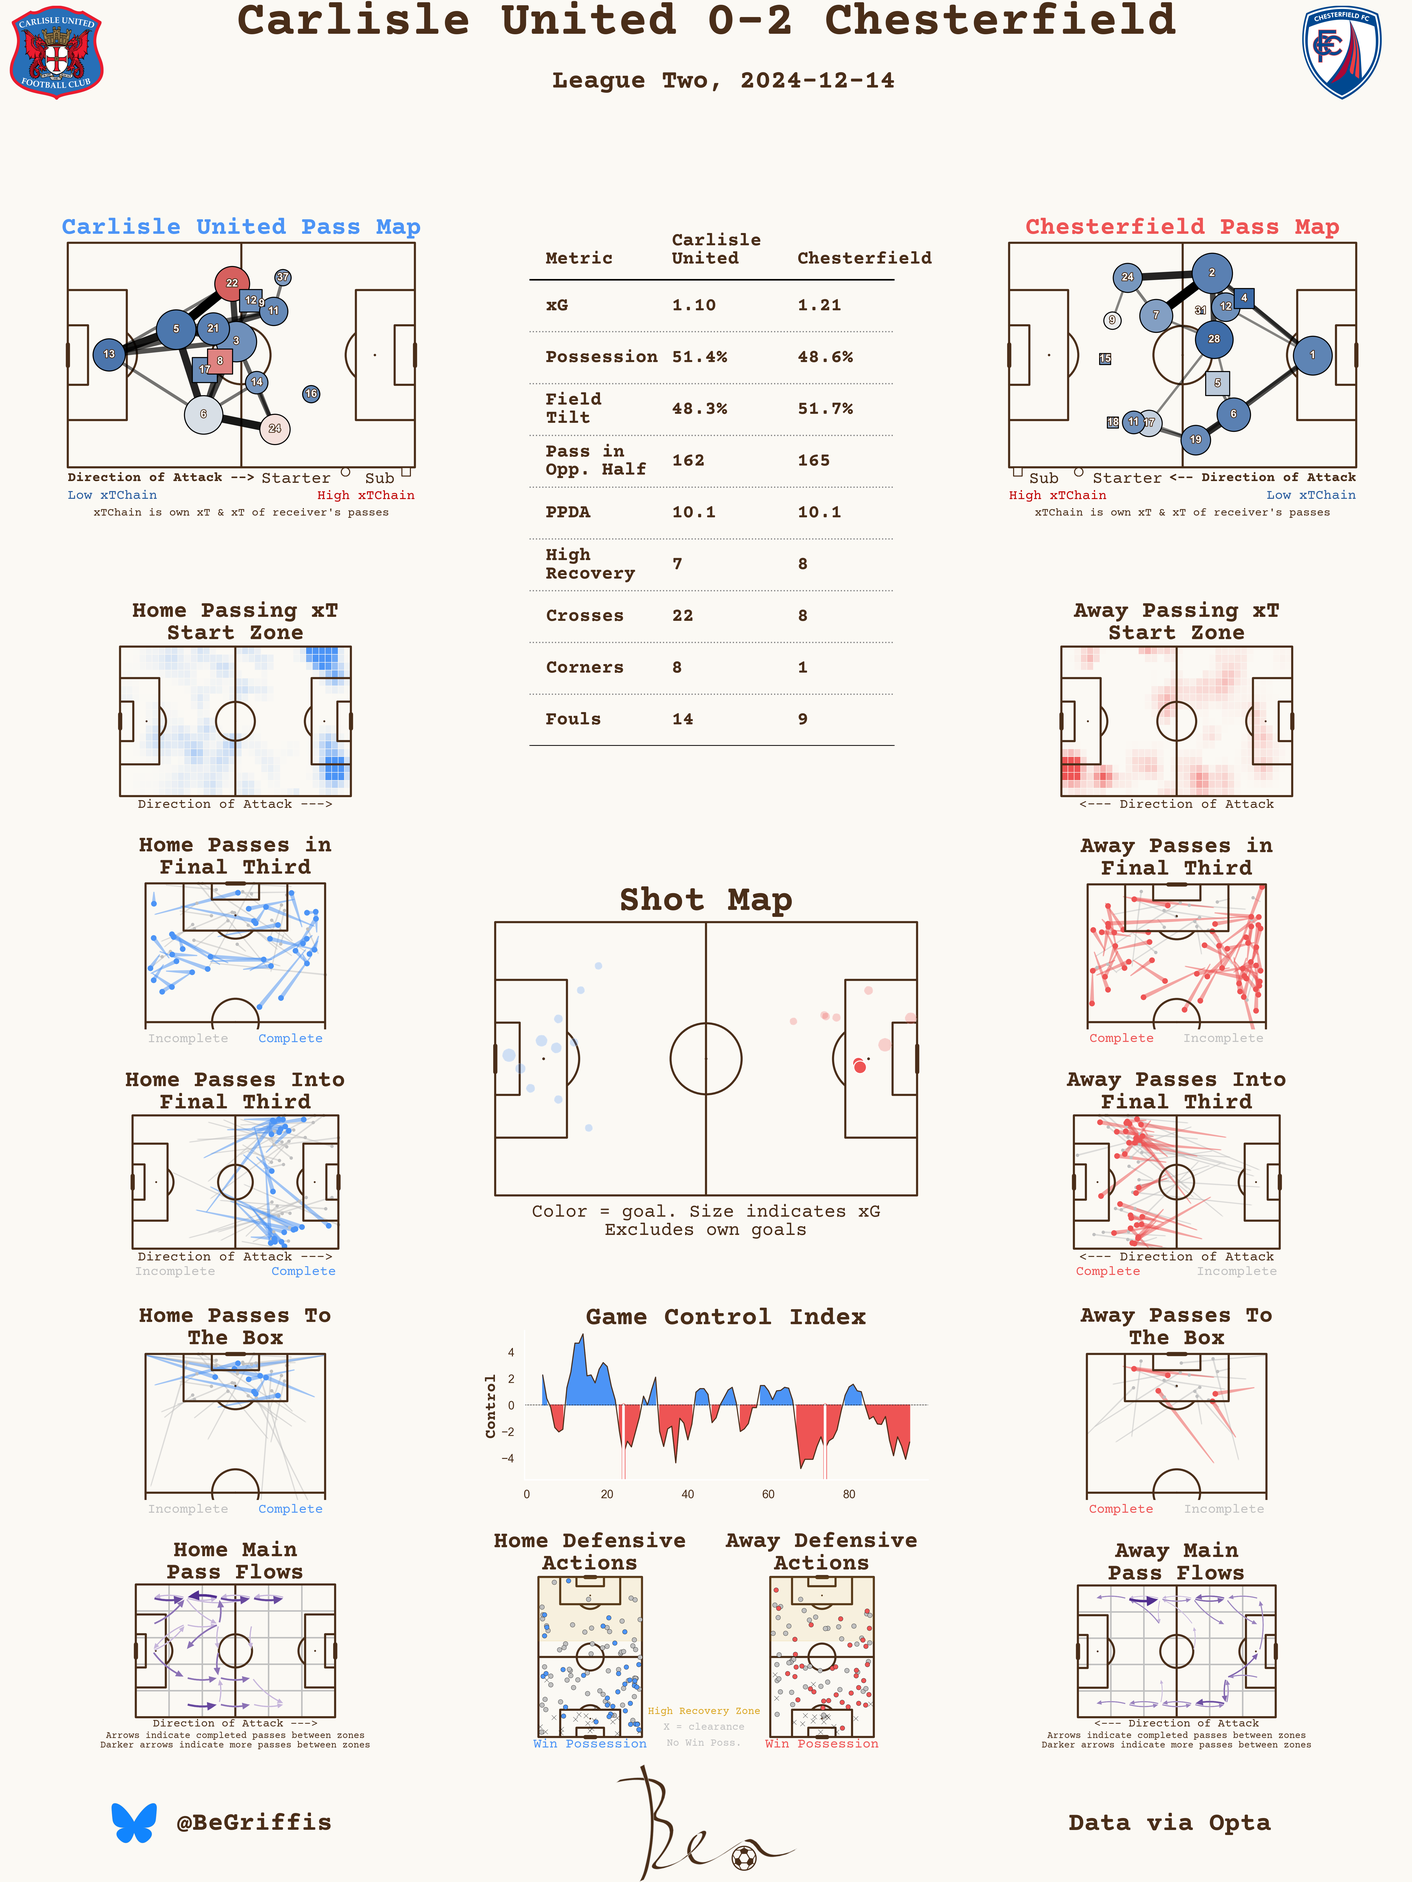 Carlisle United 0-2 Chesterfield
League Two, 2024-12-14
CARLISLE UNITED
FOOTBALL CLUB
CHESTERFIELD FC
Carlisle United Pass Map
22
37
12
9
11
5
21
3
13
8
17
14
16
6
24
Direction of Attack --> Starter Sub
Low xTChain High xTChain
xTChain is own xT & xT of receiver's passes
Metric Carlisle United Chesterfield
xG 1.10 1.21
Possession 51.4% 48.6%
Field Tilt 48.3% 51.7%
Pass in Opp. Half 162 165
PPDA 10.1 10.1
High Recovery 7 8
Crosses 22 8
Corners 8 1
Fouls 14 9
Chesterfield Pass Map
24
2
4
12
31
7
9
28
15
1
5
18
11
17
6
19
Sub Starter <-- Direction of Attack
High xTChain Low xTChain
xTChain is own xT & xT of receiver's passes
Home Passing xT
Start Zone
Direction of Attack --->
Away Passing xT
Start Zone
<--- Direction of Attack
Home Passes in
Final Third
Incomplete Complete
Away Passes in
Final Third
Complete Incomplete
Shot Map
Color = goal. Size indicates xG
Excludes own goals
Home Passes Into
Final Third
Direction of Attack --->
Incomplete Complete
Away Passes Into
Final Third
<--- Direction of Attack
Complete Incomplete
Home Passes To
The Box
Incomplete Complete
Game Control Index
Control
4
2
0
−2
−4
0 20 40 60 80
Away Passes To
The Box
Complete Incomplete
Home Main
Pass Flows
Direction of Attack --->
Arrows indicate completed passes between zones
Darker arrows indicate more passes between zones
Home Defensive
Actions
Win Possession
Away Defensive
Actions
Win Possession
High Recovery Zone
X = clearance
No Win Poss.
Away Main
Pass Flows
<--- Direction of Attack
Arrows indicate completed passes between zones
Darker arrows indicate more passes between zones
@BeGriffis
Ben
Data via Opta